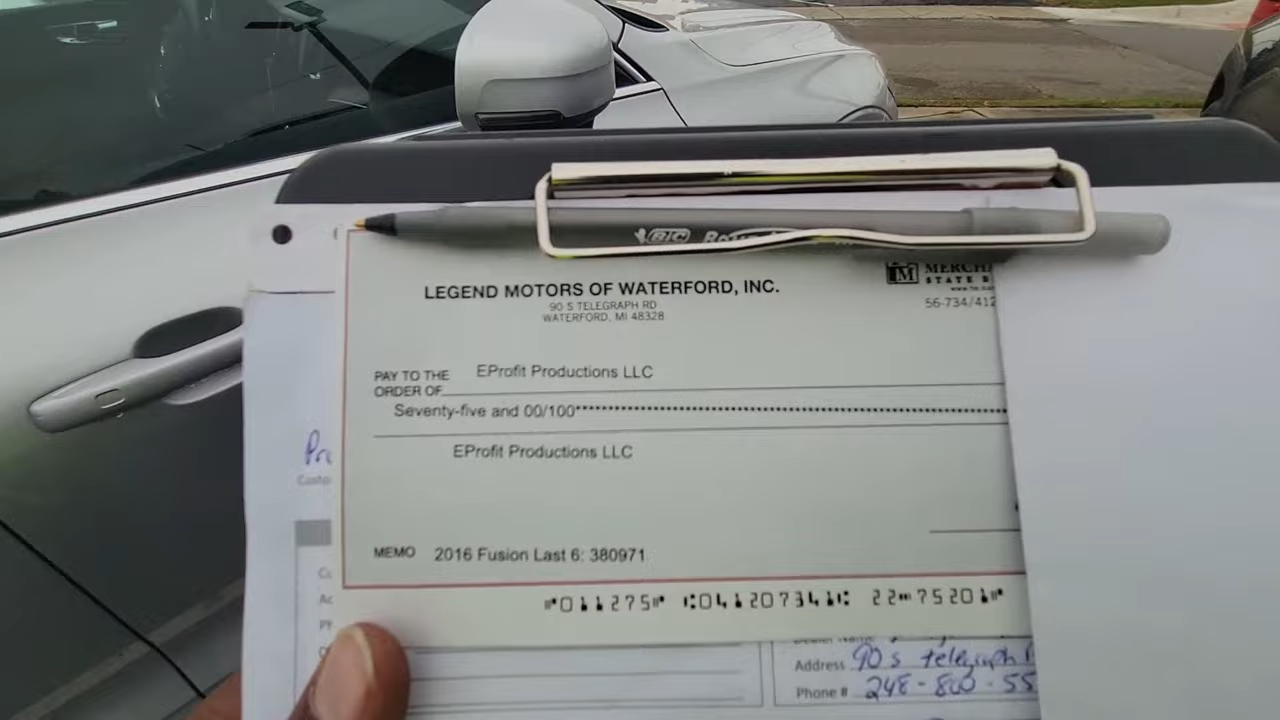 BIC
LEGEND MOTORS OF WATERFORD, INC.
90 S TELEGRAPH RD
WATERFORD, MI 48328
STATE
56-734/412
PAY TO THE
ORDER OF EProfit Productions LLC
Seventy-five and 00/100
EProfit Productions LLC
MEMO 2016 Fusion Last 6: 380971
⑈011275⑈ ⑆041207341⑆ 22⑉75201⑈
Address 90 s telegraph
Phone # 248-800-55